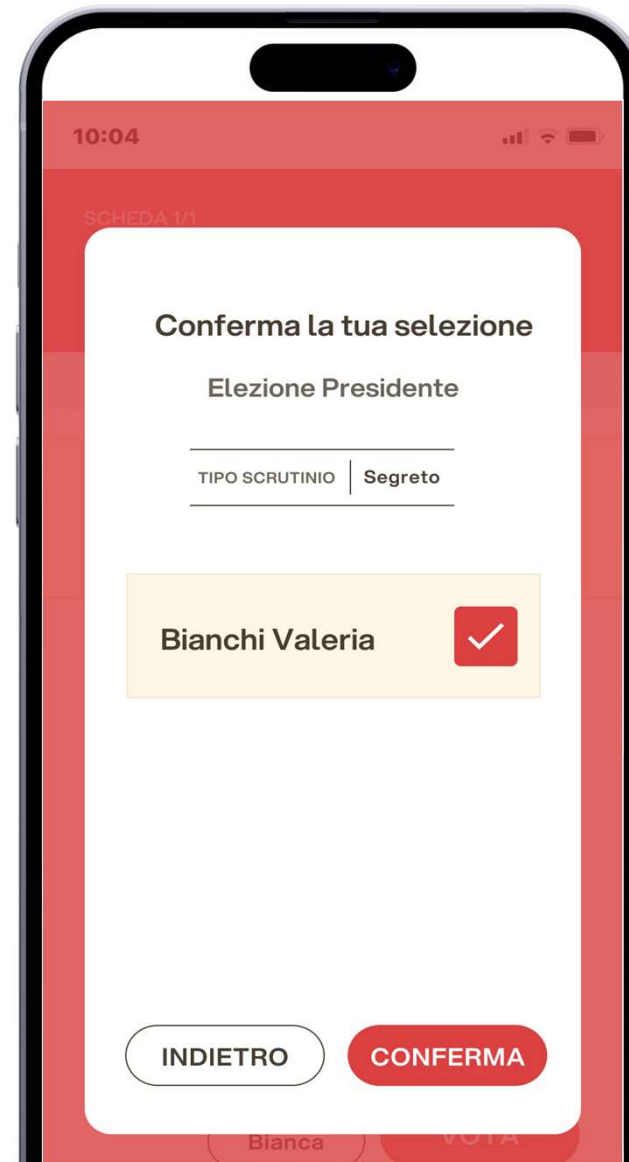 10:04
SCHEDA 1/1
Conferma la tua selezione
Elezione Presidente
TIPO SCRUTINIO Segreto
Bianchi Valeria
INDIETRO CONFERMA
Bianca VOTA